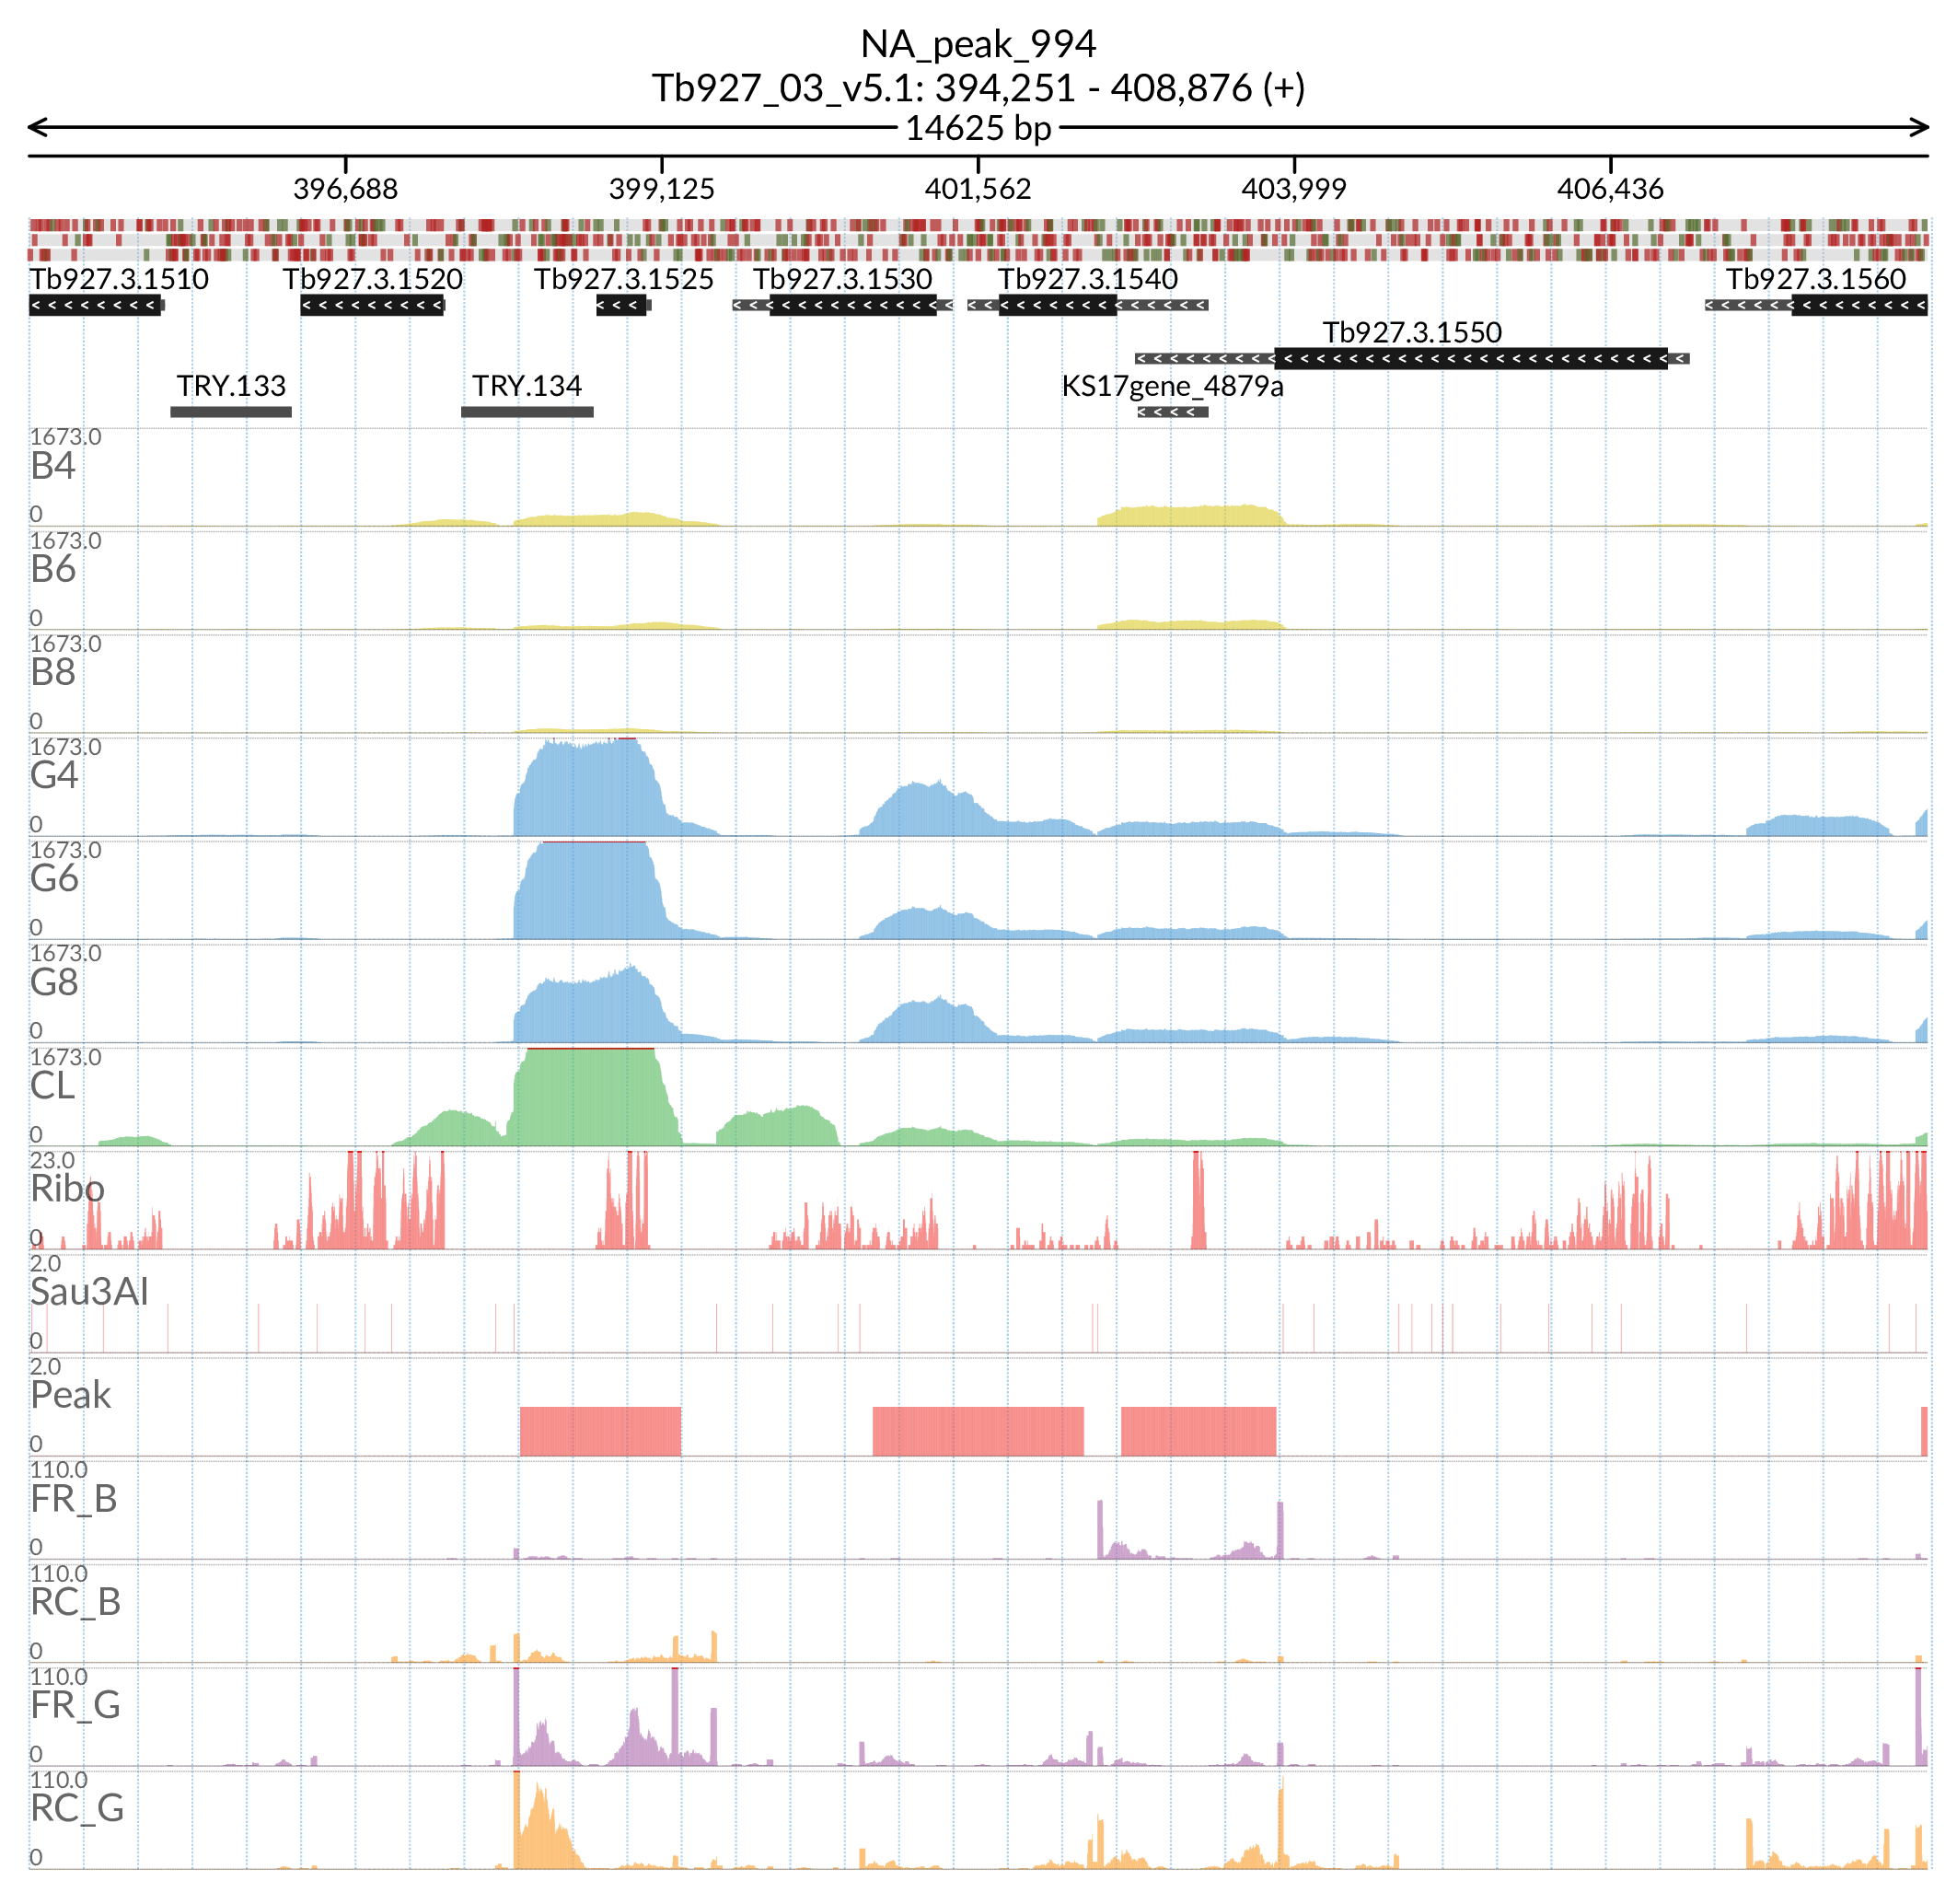 NA_peak_994
Tb927_03_v5.1: 394,251 - 408,876 (+)
14625 bp
396,688 399,125 401,562 403,999 406,436
Tb927.3.1510 Tb927.3.1520 Tb927.3.1525 Tb927.3.1530 Tb927.3.1540 Tb927.3.1560
Tb927.3.1550
TRY.133 TRY.134 KS17gene_4879a
1673.0
B4
0
1673.0
B6
0
1673.0
B8
0
1673.0
G4
0
1673.0
G6
0
1673.0
G8
0
1673.0
CL
0
23.0
Ribo
0
2.0
Sau3AI
0
2.0
Peak
0
110.0
FR_B
0
110.0
RC_B
0
110.0
FR_G
0
110.0
RC_G
0